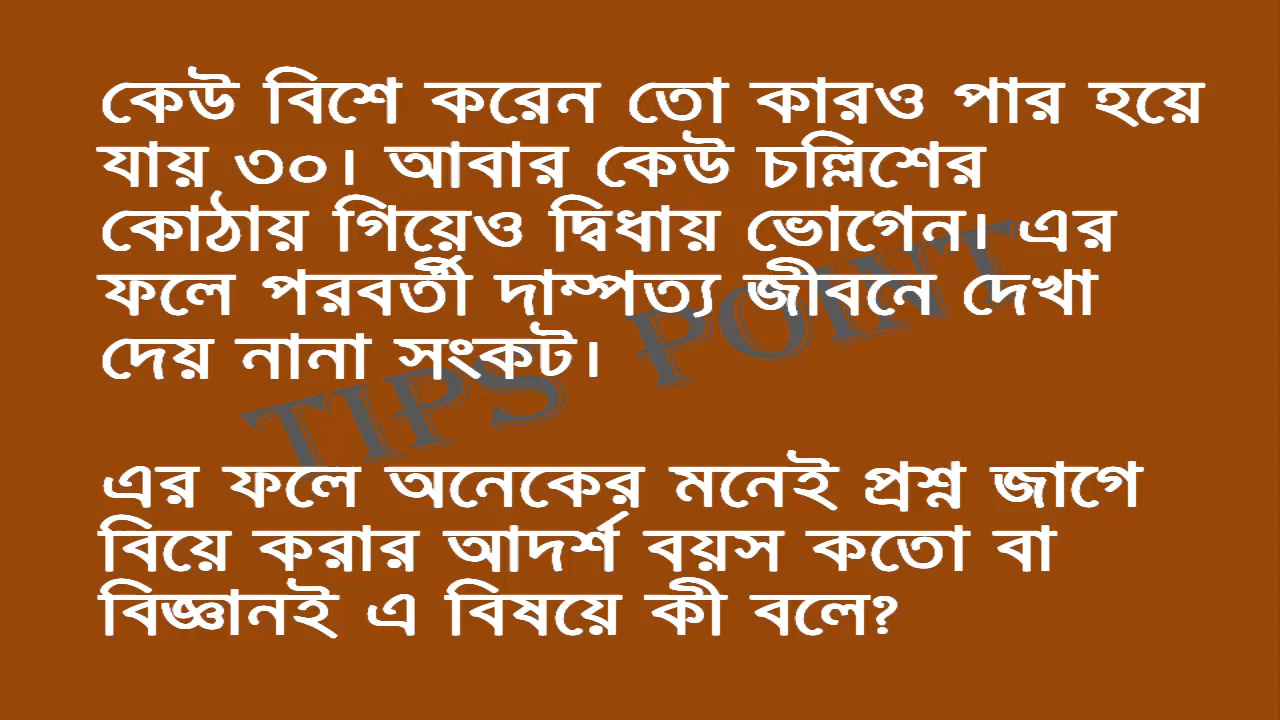 কেউ বিশে করেন তো কারও পার হয়ে
যায় ৩০। আবার কেউ চল্লিশের
কোঠায় গিয়েও দ্বিধায় ভোগেন। এর
ফলে পরবর্তী দাম্পত্য জীবনে দেখা
দেয় নানা সংকট।
TIPS POINT
এর ফলে অনেকের মনেই প্রশ্ন জাগে
বিয়ে করার আদর্শ বয়স কতো বা
বিজ্ঞানই এ বিষয়ে কী বলে?